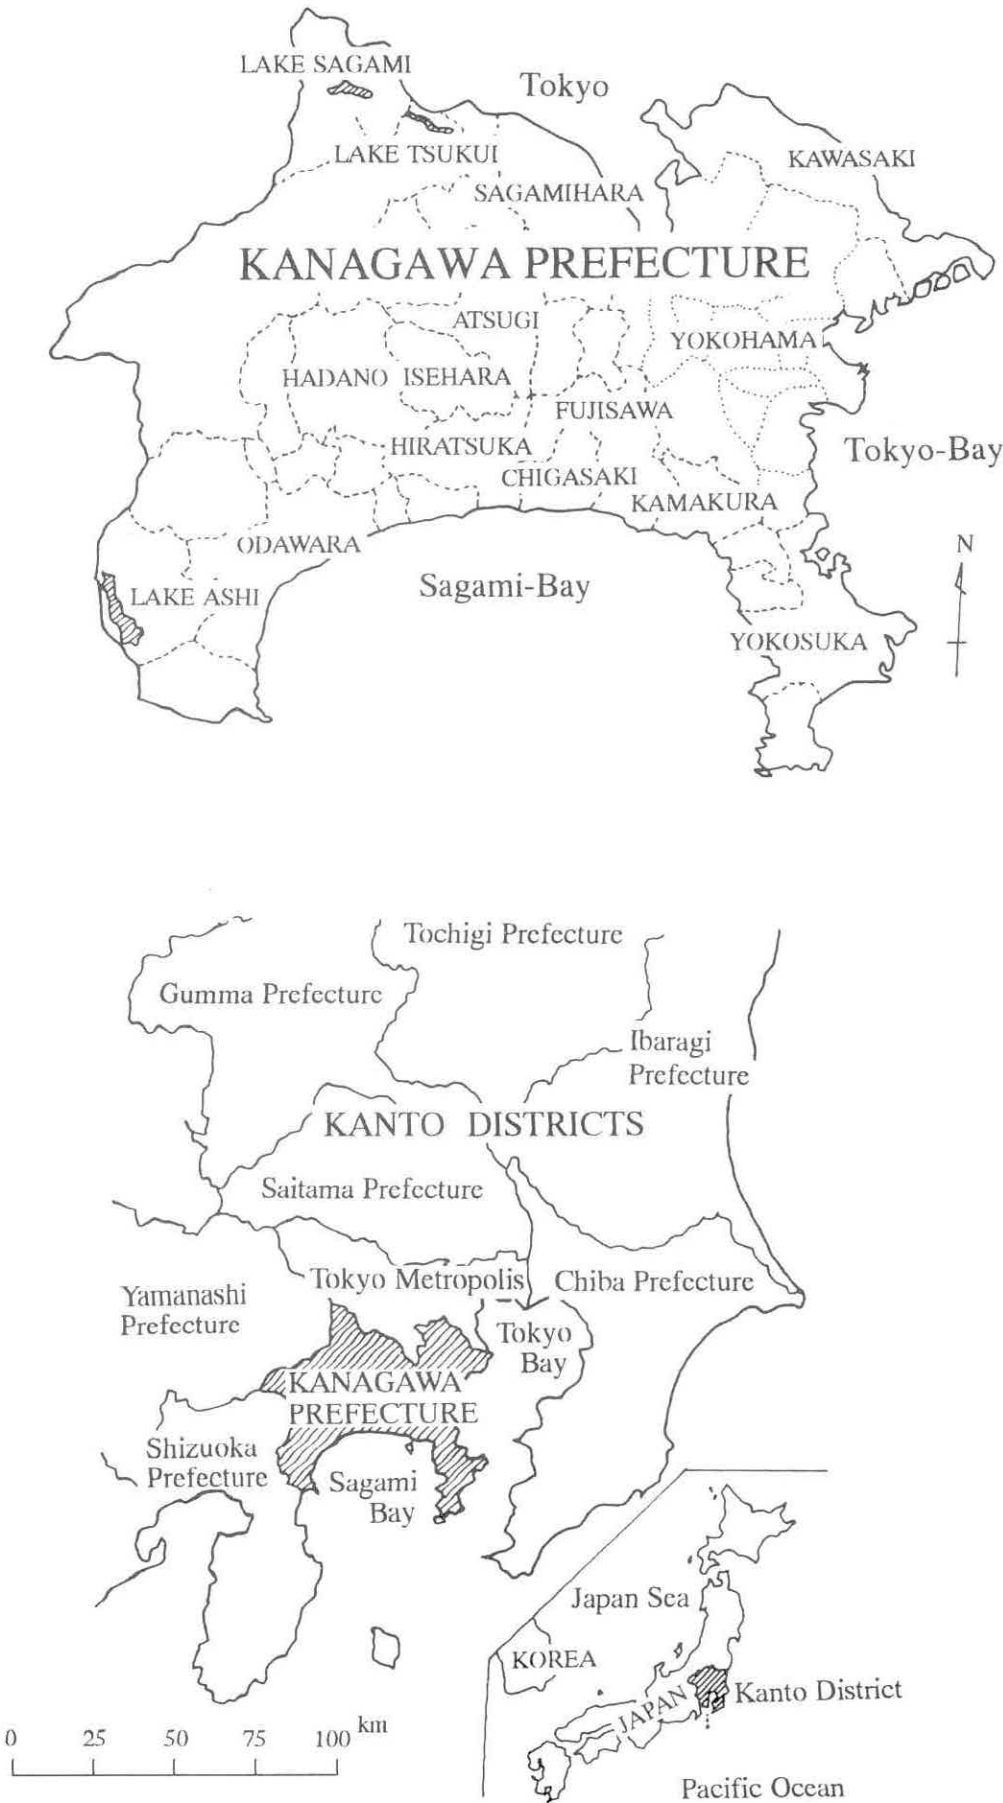 LAKE SAGAMI
Tokyo
LAKE TSUKUI
KAWASAKI
SAGAMIHARA
KANAGAWA PREFECTURE
ATSUGI
YOKOHAMA
HADANO ISEHARA
FUJISAWA
HIRATSUKA
Tokyo-Bay
CHIGASAKI
KAMAKURA
ODAWARA
N
Sagami-Bay
LAKE ASHI
YOKOSUKA
Tochigi Prefecture
Gumma Prefecture
Ibaragi
Prefecture
KANTO DISTRICTS
Saitama Prefecture
Tokyo Metropolis
Chiba Prefecture
Yamanashi
Prefecture
Tokyo
Bay
KANAGAWA
PREFECTURE
Shizuoka
Prefecture
Sagami
Bay
Japan Sea
KOREA
JAPAN
Kanto District
0 25 50 100 km
Pacific Ocean